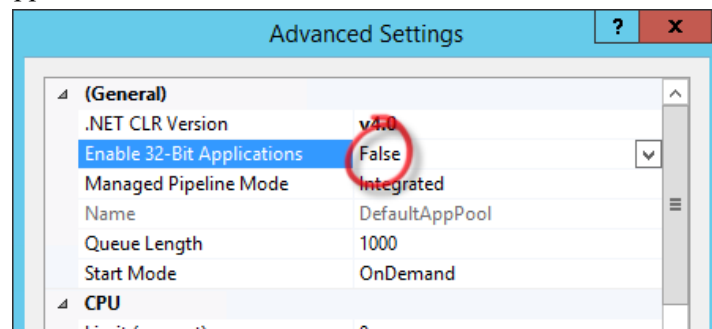 Advanced Settings
? x
(General)
.NET CLR Version v4.0
Enable 32-Bit Applications False
Managed Pipeline Mode Integrated
Name DefaultAppPool
Queue Length 1000
Start Mode OnDemand
CPU